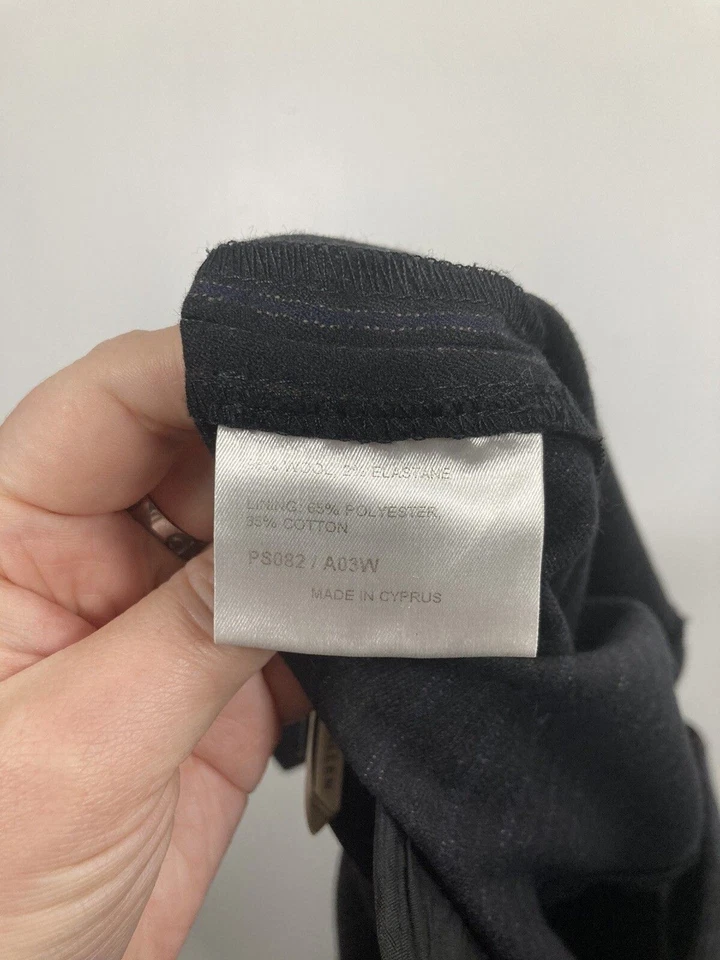 WOOL, 2% ELASTANE
LINING: 65% POLYESTER,
35% COTTON
PS082 / A03W
MADE IN CYPRUS